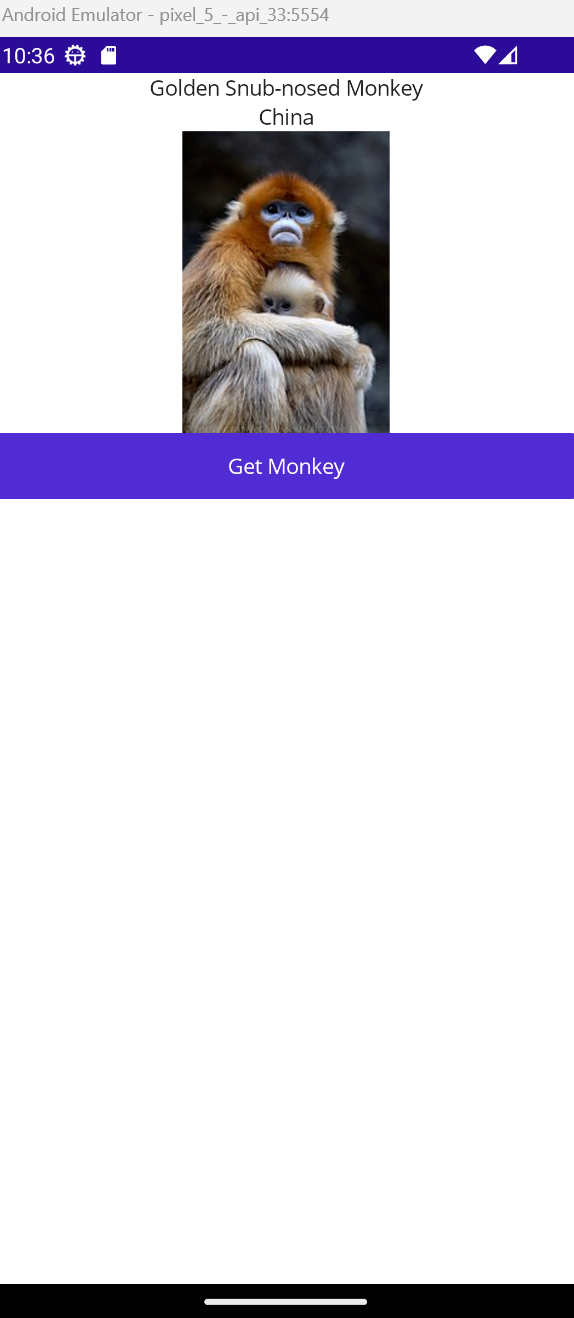 Android Emulator - pixel_5_-_api_33:5554
10:36
Golden Snub-nosed Monkey
China
Get Monkey